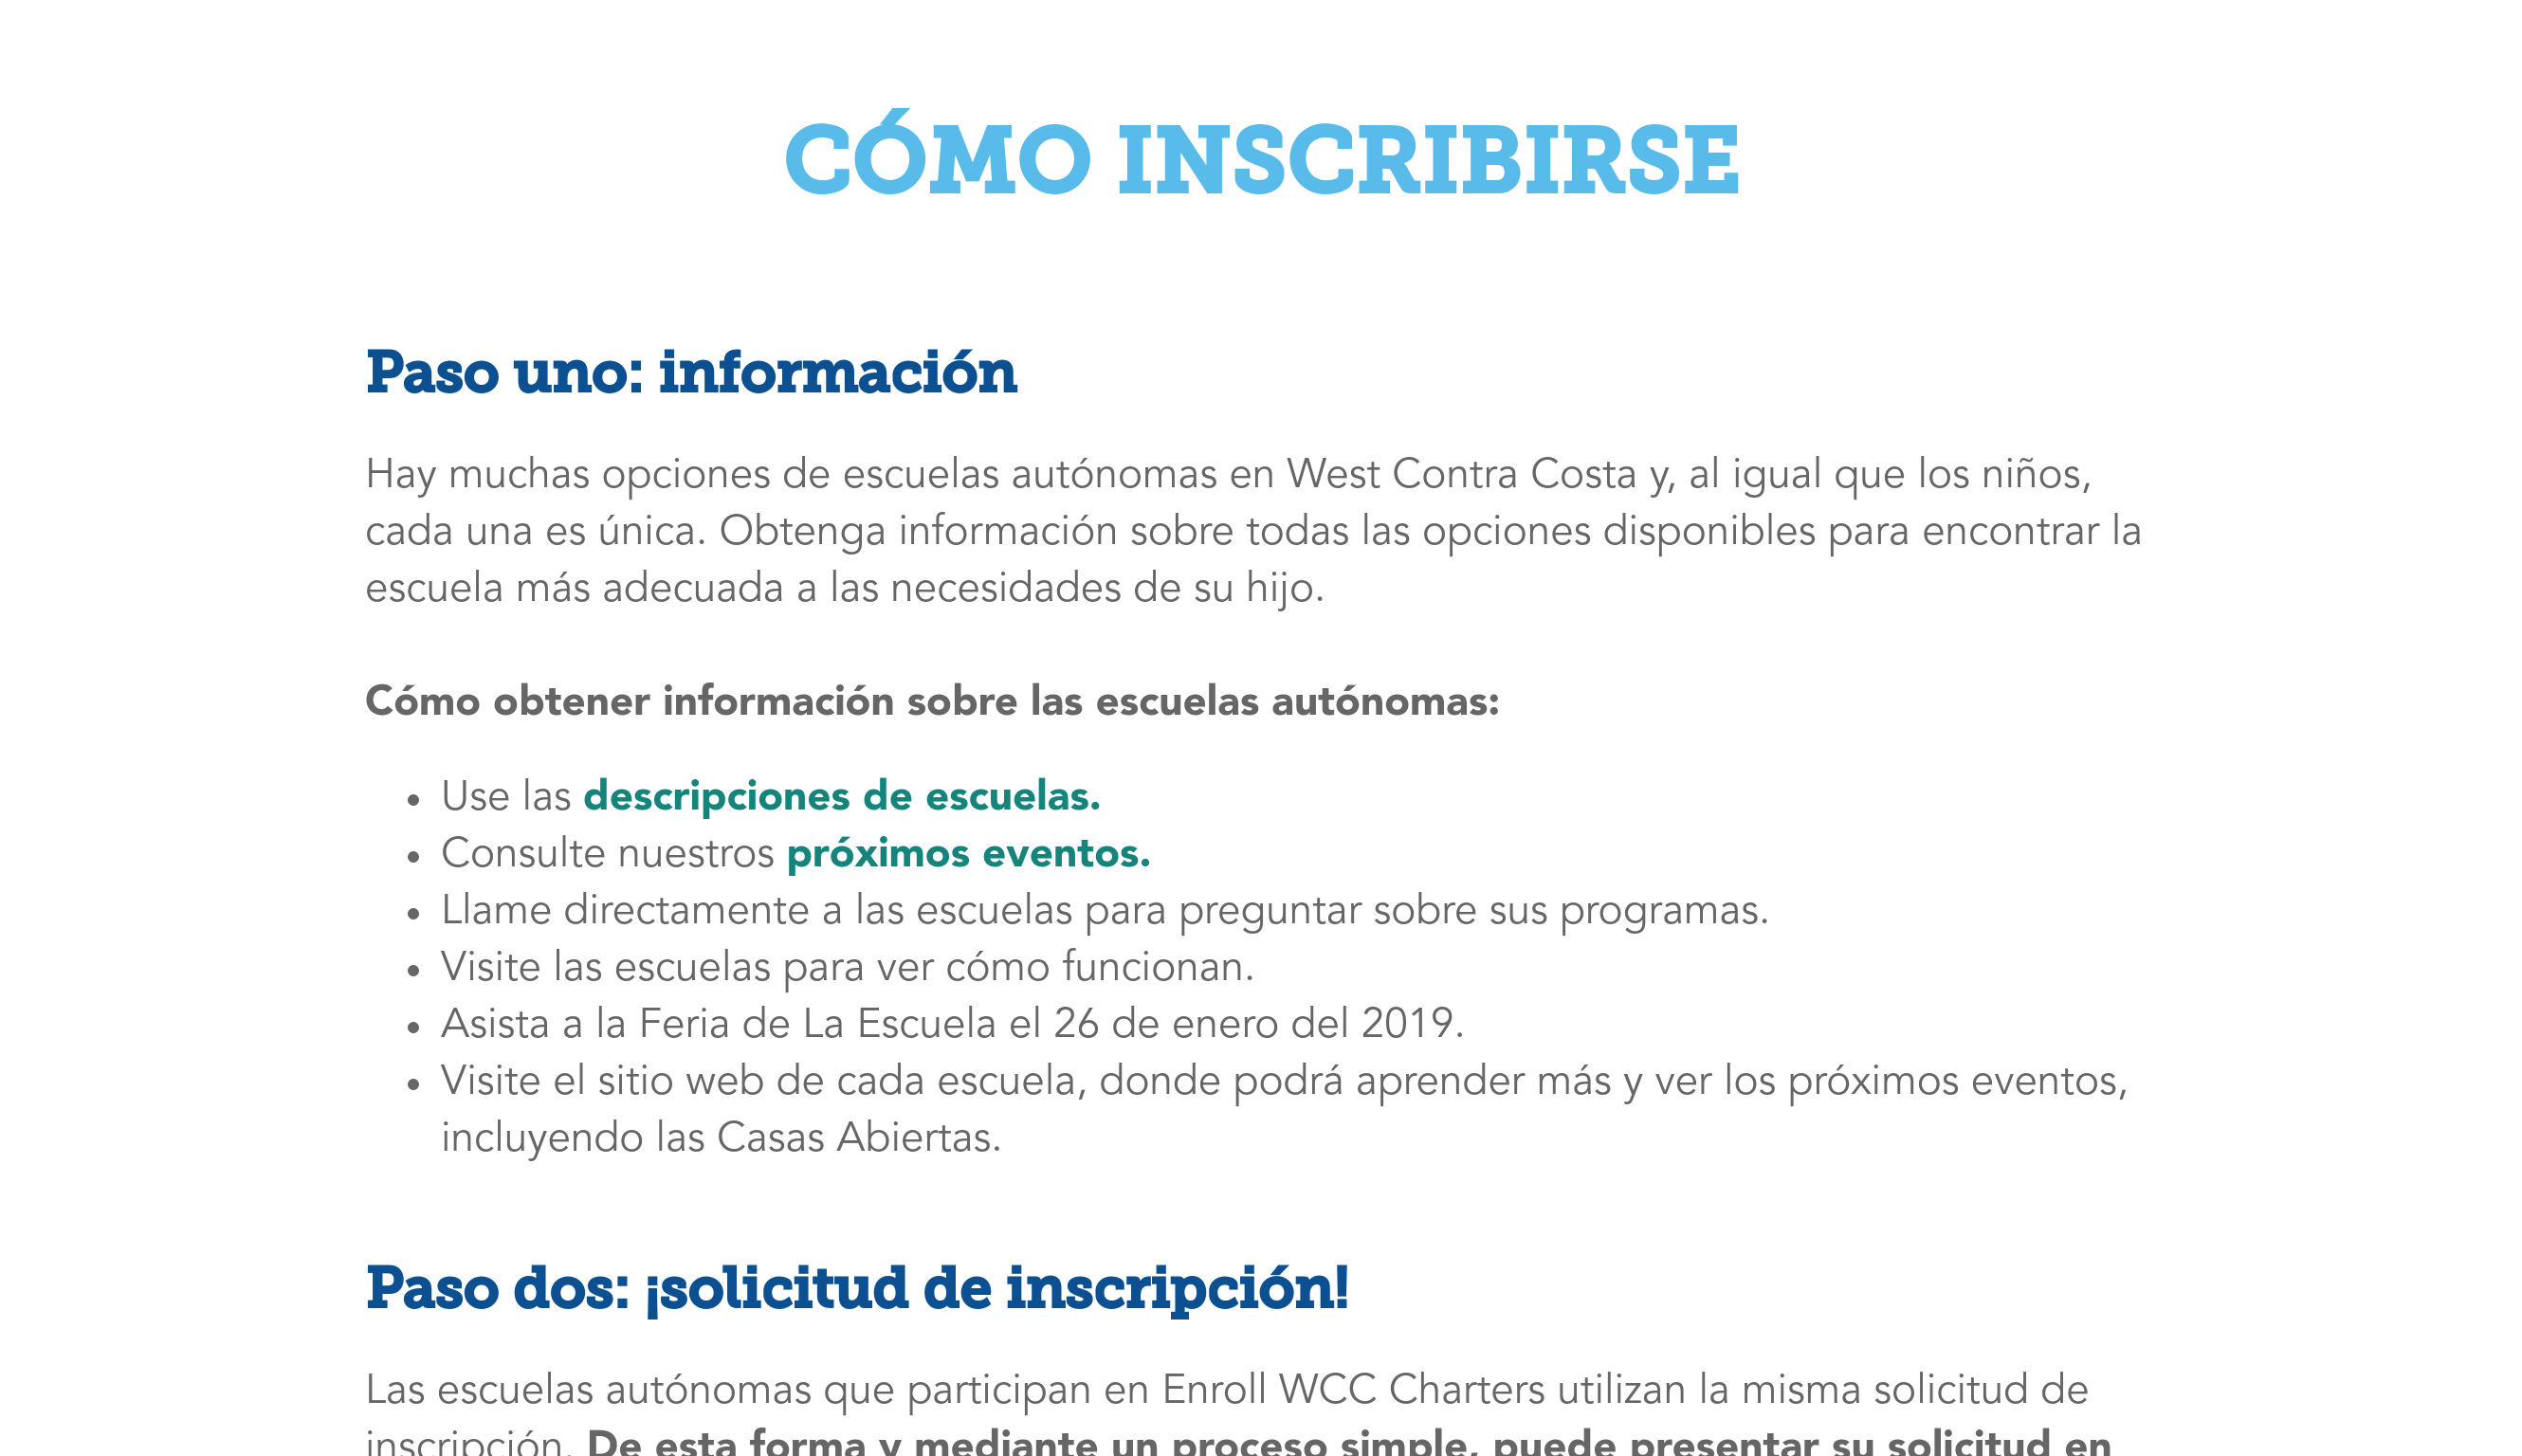 CÓMO INSCRIBIRSE
Paso uno: información
Hay muchas opciones de escuelas autónomas en West Contra Costa y, al igual que los niños,
cada una es única. Obtenga información sobre todas las opciones disponibles para encontrar la
escuela más adecuada a las necesidades de su hijo.
Cómo obtener información sobre las escuelas autónomas:
• Use las descripciones de escuelas.
• Consulte nuestros próximos eventos.
• Llame directamente a las escuelas para preguntar sobre sus programas.
• Visite las escuelas para ver cómo funcionan.
• Asista a la Feria de La Escuela el 26 de enero del 2019.
• Visite el sitio web de cada escuela, donde podrá aprender más y ver los próximos eventos,
incluyendo las Casas Abiertas.
Paso dos: ¡solicitud de inscripción!
Las escuelas autónomas que participan en Enroll WCC Charters utilizan la misma solicitud de
inscripción. De esta forma y mediante un proceso simple, puede presentar su solicitud en